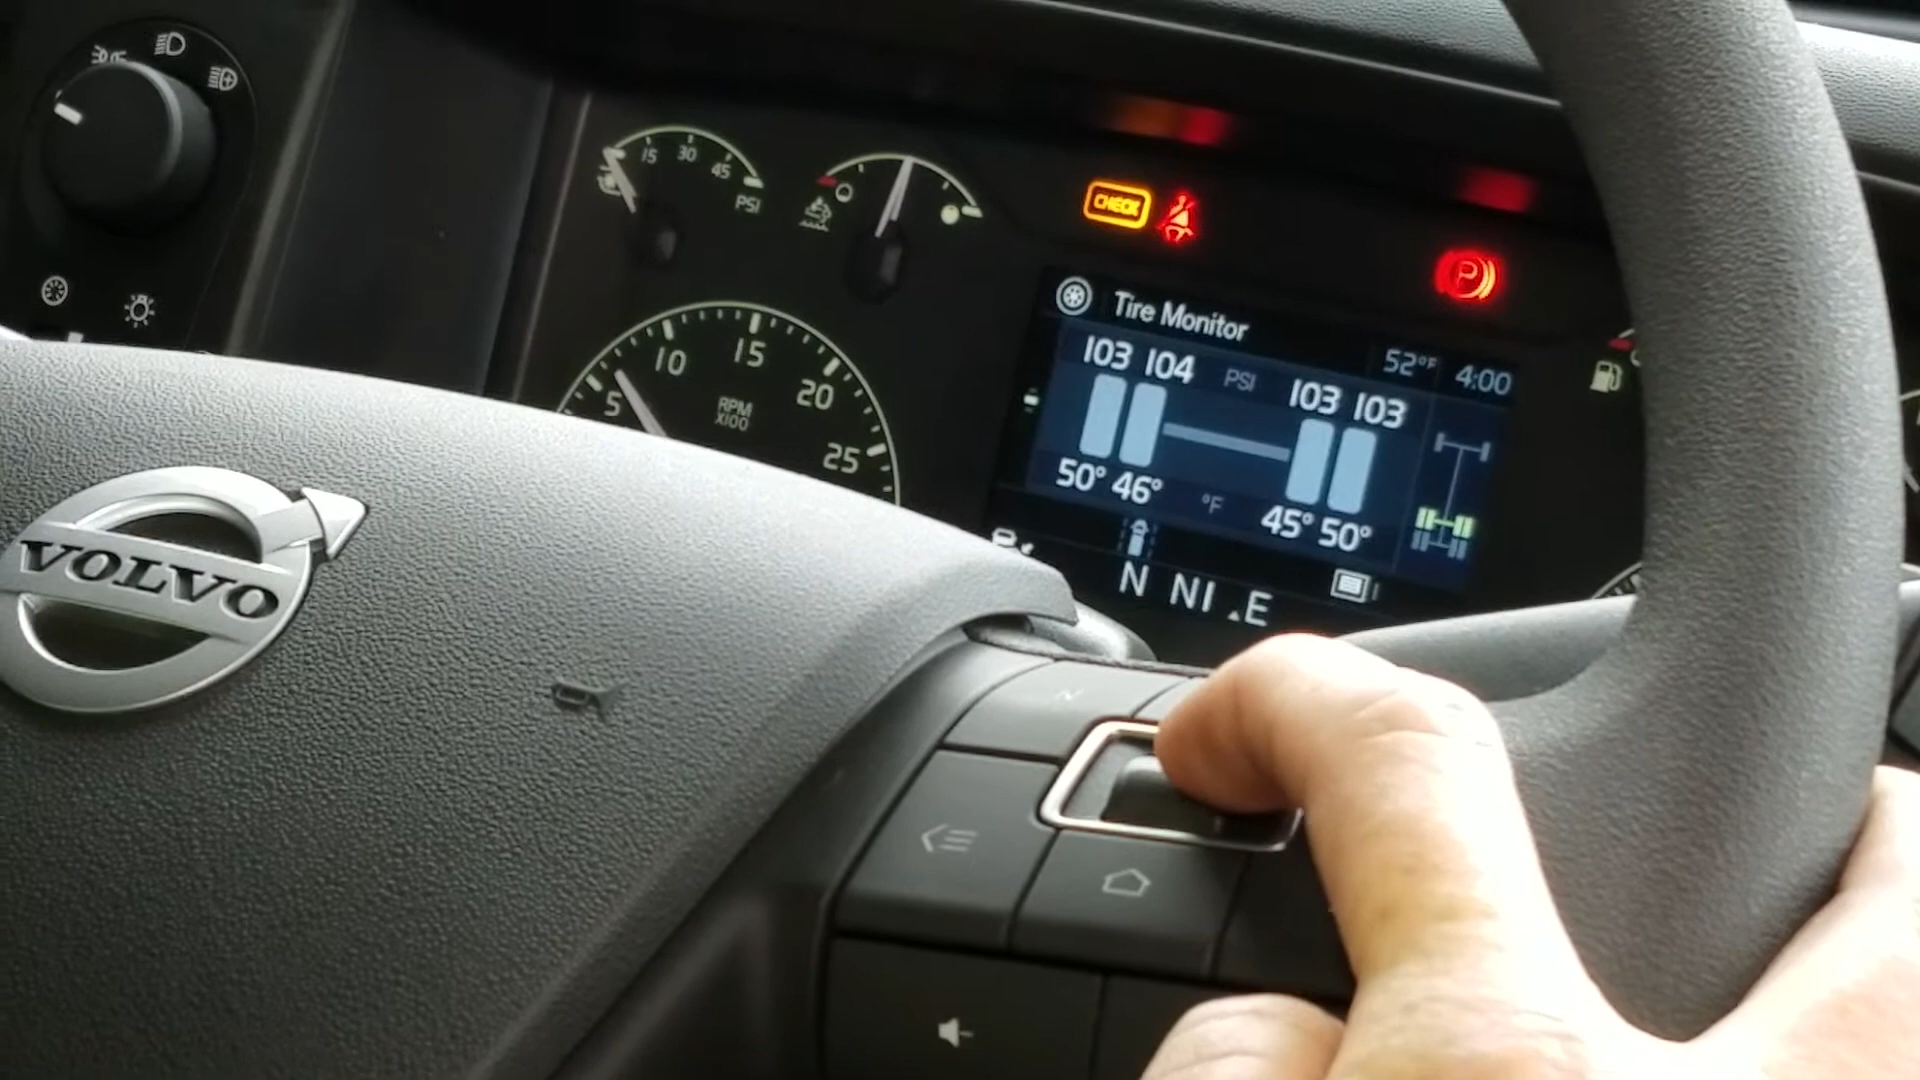 15 30 45
PSI
CHECK
P
Tire Monitor
52°F 4:00
103 104 PSI 103 103
50° 46° °F 45° 50°
N NI E
5 10 15 20 25
RPM
X100
VOLVO
N